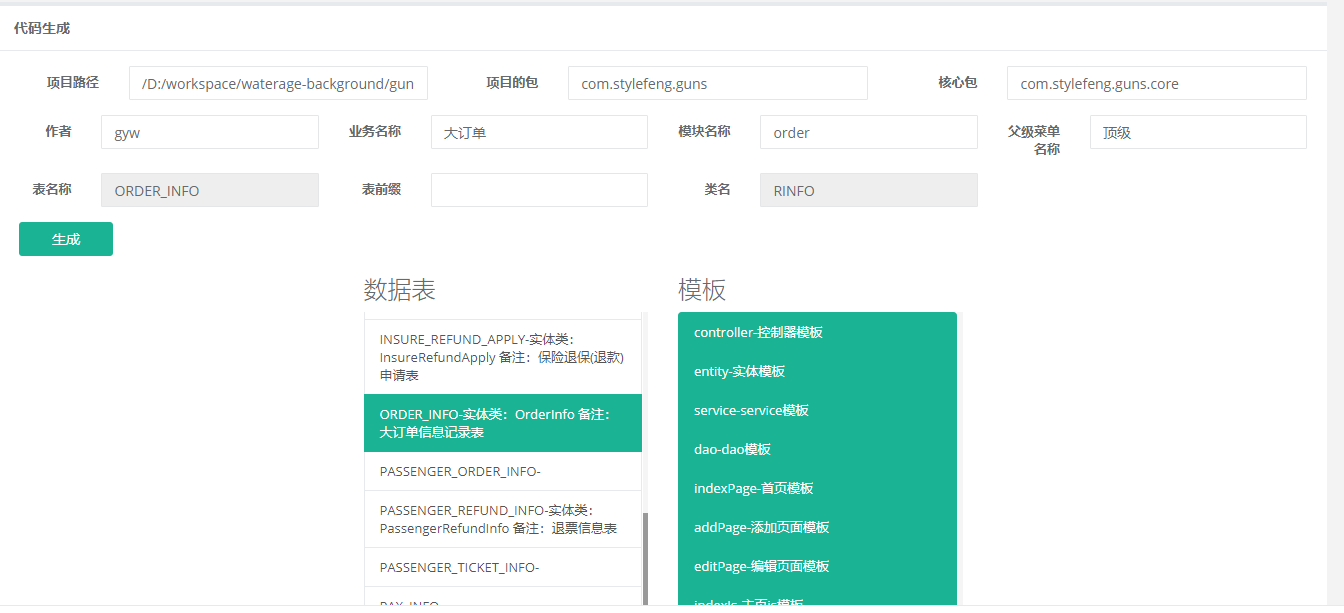 代码生成
项目路径 /D:/workspace/waterage-background/gun 项目的包 com.stylefeng.guns 核心包 com.stylefeng.guns.core
作者 gyw 业务名称 大订单 模块名称 order 父级菜单名称 顶级
表名称 ORDER_INFO 表前缀 类名 RINFO
生成
数据表
INSURE_REFUND_APPLY-实体类：
InsureRefundApply 备注：保险退保(退款)
申请表
ORDER_INFO-实体类：OrderInfo 备注：
大订单信息记录表
PASSENGER_ORDER_INFO-
PASSENGER_REFUND_INFO-实体类：
PassengerRefundInfo 备注：退票信息表
PASSENGER_TICKET_INFO-
PAY_INFO
模板
controller-控制器模板
entity-实体模板
service-service模板
dao-dao模板
indexPage-首页模板
addPage-添加页面模板
editPage-编辑页面模板
indexJs-主页js模板